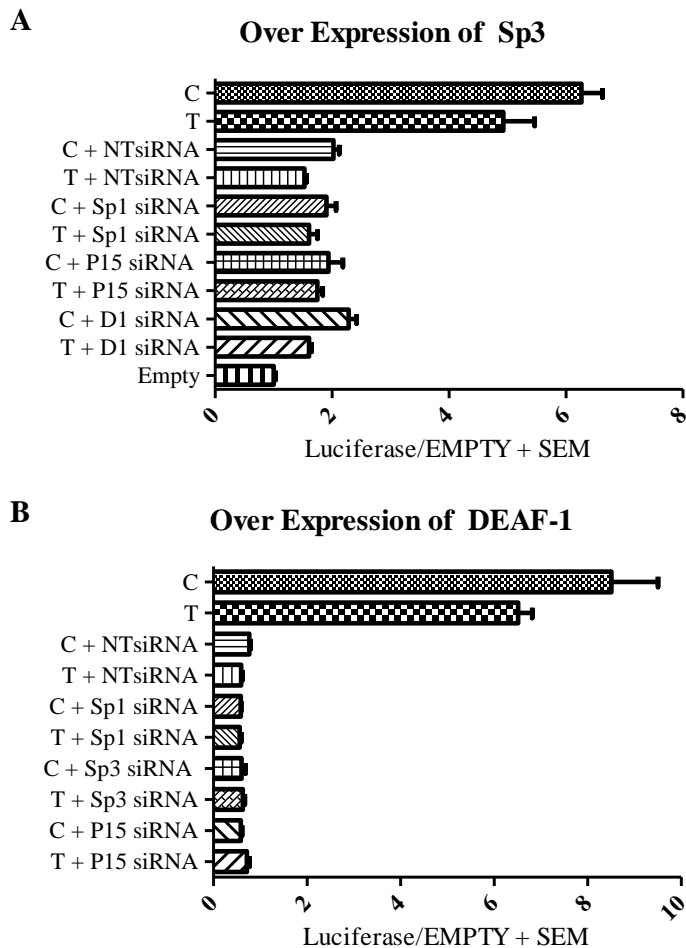 A
Over Expression of Sp3
C
T
C + NTsiRNA
T + NTsiRNA
C + Sp1 siRNA
T + Sp1 siRNA
C + P15 siRNA
T + P15 siRNA
C + D1 siRNA
T + D1 siRNA
Empty
0 2 4 6 8
Luciferase/EMPTY + SEM
B
Over Expression of DEAF-1
C
T
C + NTsiRNA
T + NTsiRNA
C + Sp1 siRNA
T + Sp1 siRNA
C + Sp3 siRNA
T + Sp3 siRNA
C + P15 siRNA
T + P15 siRNA
0 2 4 6 8 10
Luciferase/EMPTY + SEM